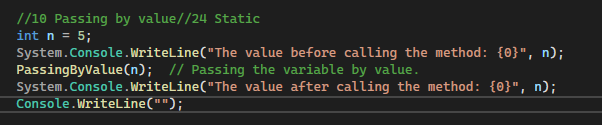 //10 Passing by value//24 Static
int n = 5;
System.Console.WriteLine("The value before calling the method: {0}", n);
PassingByValue(n);  // Passing the variable by value.
System.Console.WriteLine("The value after calling the method: {0}", n);
Console.WriteLine("");